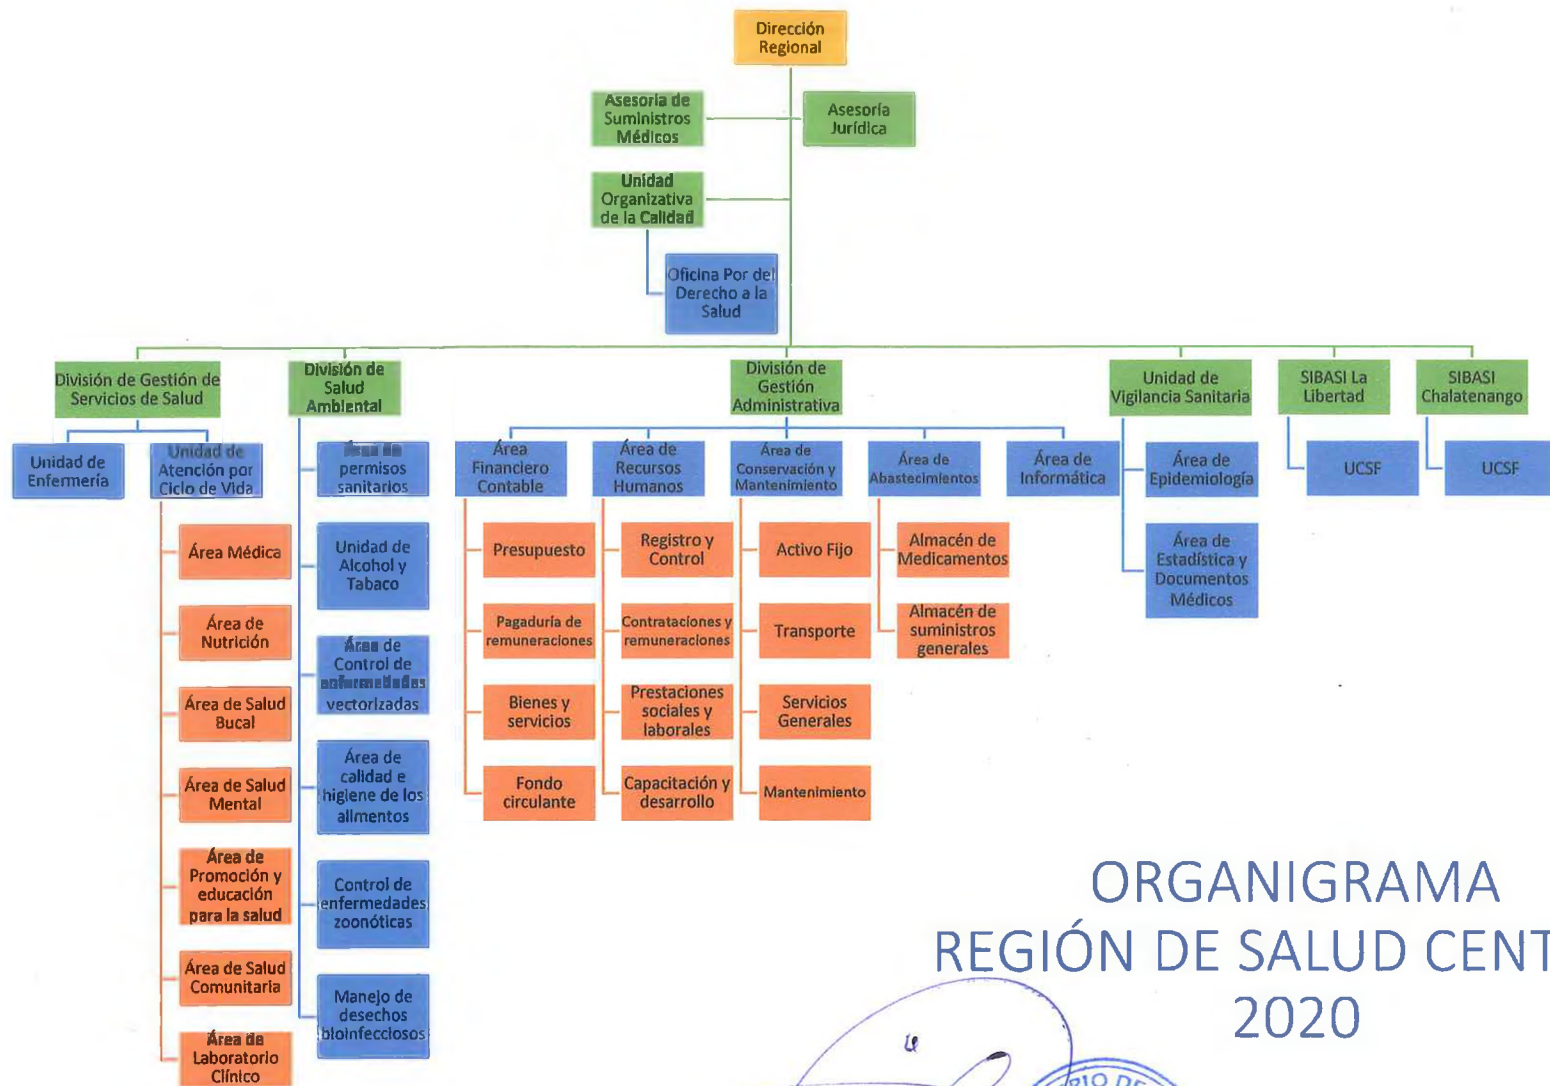 Dirección
Regional
Asesoría de
Suministros
Médicos
Asesoría
Jurídica
Unidad
Organizativa
de la Calidad
Oficina Por del
Derecho a la
Salud
División de Gestión de
Servicios de Salud
División de
Salud
Ambiental
División de
Gestión
Administrativa
Unidad de
Vigilancia Sanitaria
SIBASI La
Libertad
SIBASI
Chalatenango
Unidad de
Enfermería
Unidad de
Atención por
Ciclo de Vida
Área de
permisos
sanitarios
Área
Financiero
Contable
Área de
Recursos
Humanos
Área de
Conservación y
Mantenimiento
Área de
Abastecimientos
Área de
Informática
Área de
Epidemiología
UCSF
UCSF
Área Médica
Área de
Nutrición
Área de Salud
Bucal
Área de Salud
Mental
Área de
Promoción y
educación
para la salud
Área de Salud
Comunitaria
Área de
Laboratorio
Clínico
Unidad de
Alcohol y
Tabaco
Área de
Control de
enfermedades
vectorizadas
Área de
calidad e
higiene de los
alimentos
Control de
enfermedades
zoonóticas
Manejo de
desechos
bioinfecciosos
Presupuesto
Pagaduría de
remuneraciones
Bienes y
servicios
Fondo
circulante
Registro y
Control
Contrataciones y
remuneraciones
Prestaciones
sociales y
laborales
Capacitación y
desarrollo
Activo Fijo
Transporte
Servicios
Generales
Mantenimiento
Almacén de
Medicamentos
Almacén de
suministros
generales
Área de
Estadística y
Documentos
Médicos
ORGANIGRAMA
REGIÓN DE SALUD CENT
2020